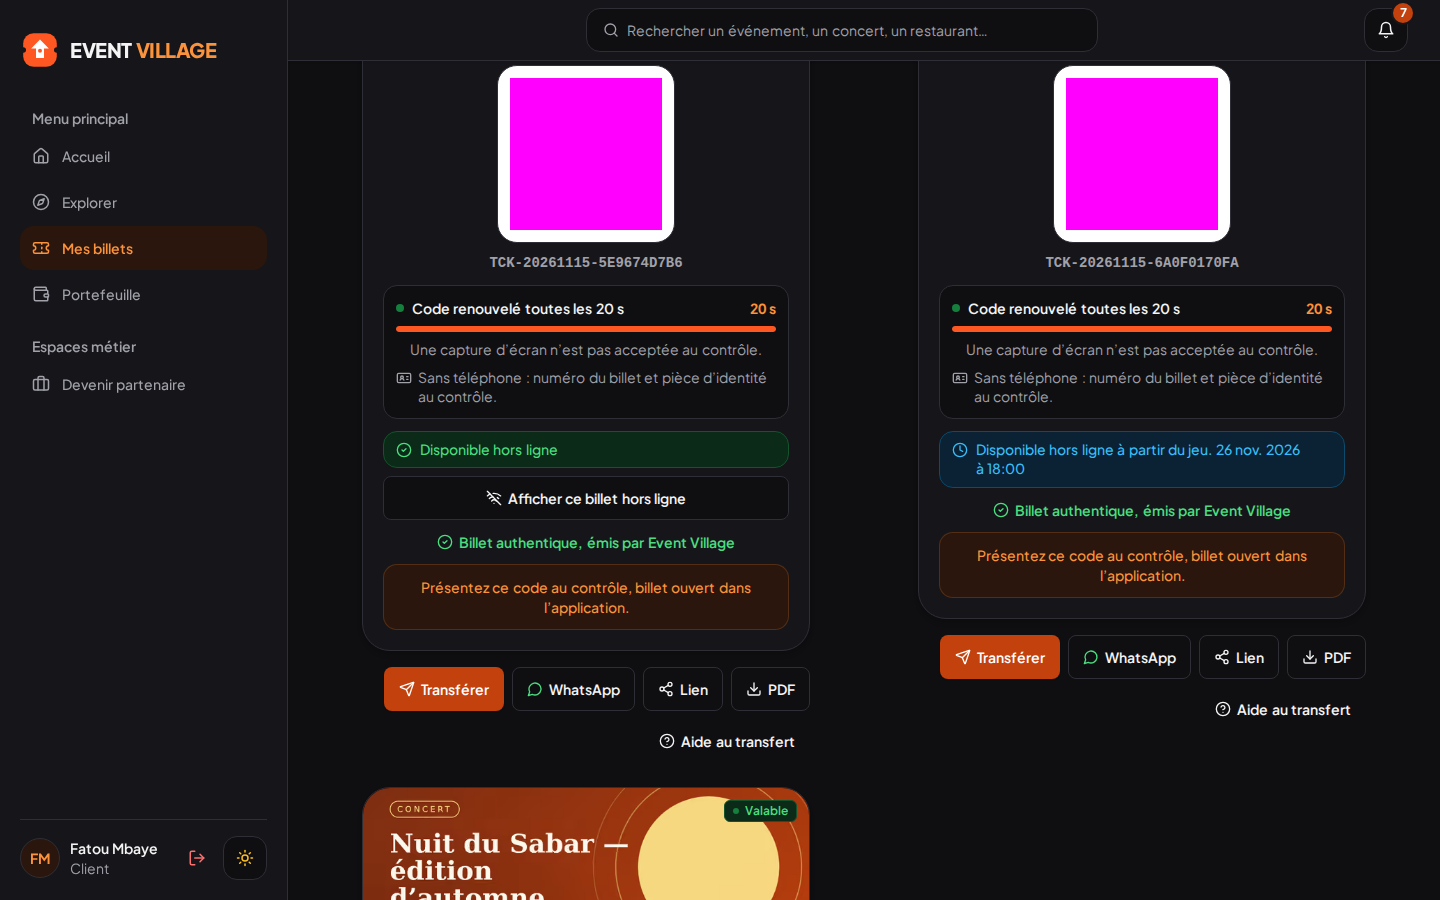 EVENT VILLAGE
Rechercher un événement, un concert, un restaurant…
7
Menu principal
Accueil
Explorer
Mes billets
Portefeuille
Espaces métier
Devenir partenaire
FM
Fatou Mbaye
Client
TCK-20261115-5E9674D7B6
Code renouvelé toutes les 20 s
20 s
Une capture d’écran n’est pas acceptée au contrôle.
Sans téléphone : numéro du billet et pièce d’identité
au contrôle.
Disponible hors ligne
Afficher ce billet hors ligne
Billet authentique, émis par Event Village
Présentez ce code au contrôle, billet ouvert dans
l’application.
Transférer
WhatsApp
Lien
PDF
Aide au transfert
TCK-20261115-6A0F0170FA
Code renouvelé toutes les 20 s
20 s
Une capture d’écran n’est pas acceptée au contrôle.
Sans téléphone : numéro du billet et pièce d’identité
au contrôle.
Disponible hors ligne à partir du jeu. 26 nov. 2026
à 18:00
Billet authentique, émis par Event Village
Présentez ce code au contrôle, billet ouvert dans
l’application.
Transférer
WhatsApp
Lien
PDF
Aide au transfert
CONCERT
Valable
Nuit du Sabar —
édition
d’automne